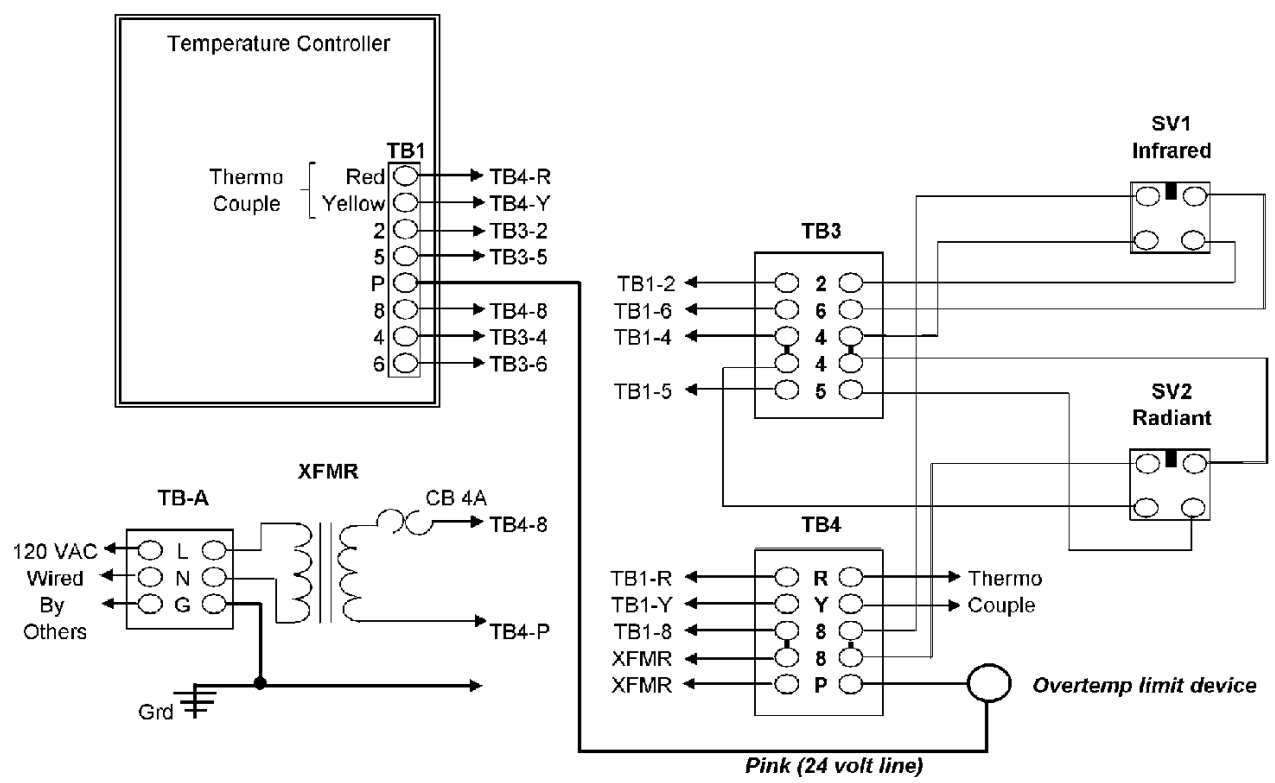 Temperature Controller
TB1
Thermo
Couple
Red
Yellow
2
5
P
8
4
6
TB4-R
TB4-Y
TB3-2
TB3-5
TB4-8
TB3-4
TB3-6
SV1
Infrared
TB3
TB1-2
TB1-6
TB1-4
TB1-5
2
6
4
4
5
SV2
Radiant
XFMR
TB-A
CB 4A
TB4-8
TB4-P
120 VAC
Wired
By
Others
L
N
G
Grd
TB4
TB1-R
TB1-Y
TB1-8
XFMR
XFMR
R
Y
8
8
P
Thermo
Couple
Overtemp limit device
Pink (24 volt line)